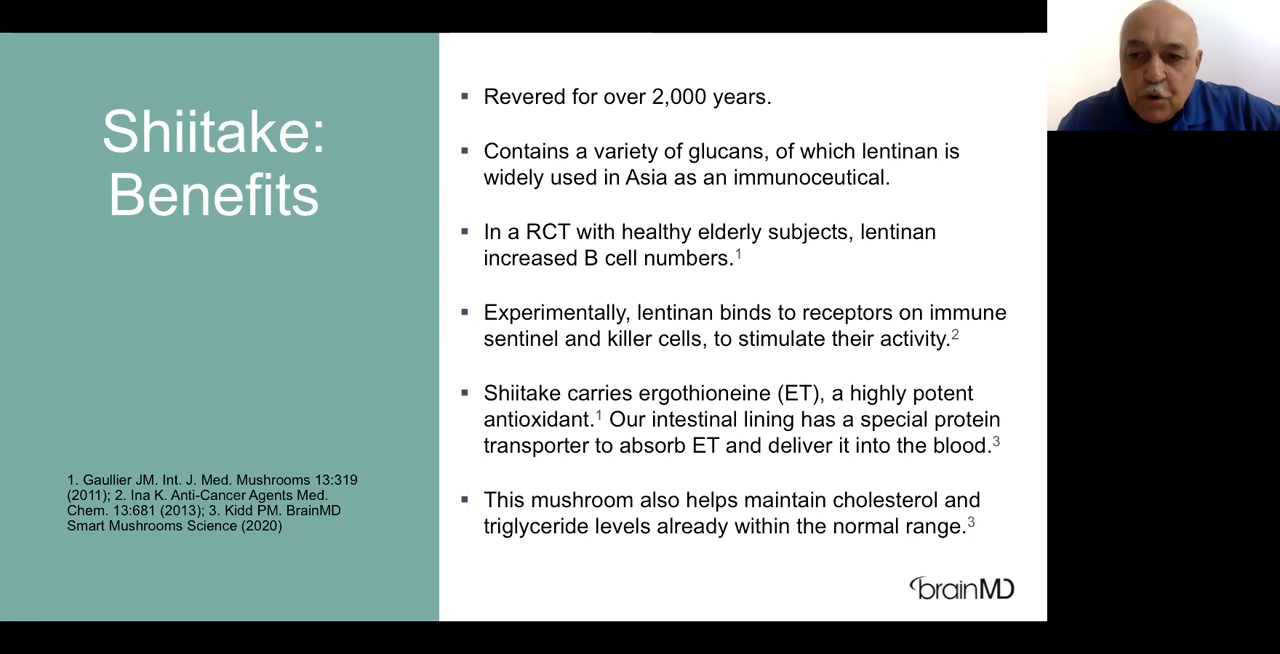 Shiitake:
Benefits
1. Gaullier JM. Int. J. Med. Mushrooms 13:319
(2011); 2. Ina K. Anti-Cancer Agents Med.
Chem. 13:681 (2013); 3. Kidd PM. BrainMD
Smart Mushrooms Science (2020)
▪ Revered for over 2,000 years.
▪ Contains a variety of glucans, of which lentinan is
widely used in Asia as an immunoceutical.
▪ In a RCT with healthy elderly subjects, lentinan
increased B cell numbers.¹
▪ Experimentally, lentinan binds to receptors on immune
sentinel and killer cells, to stimulate their activity.²
▪ Shiitake carries ergothioneine (ET), a highly potent
antioxidant.¹ Our intestinal lining has a special protein
transporter to absorb ET and deliver it into the blood.³
▪ This mushroom also helps maintain cholesterol and
triglyceride levels already within the normal range.³
brainMD